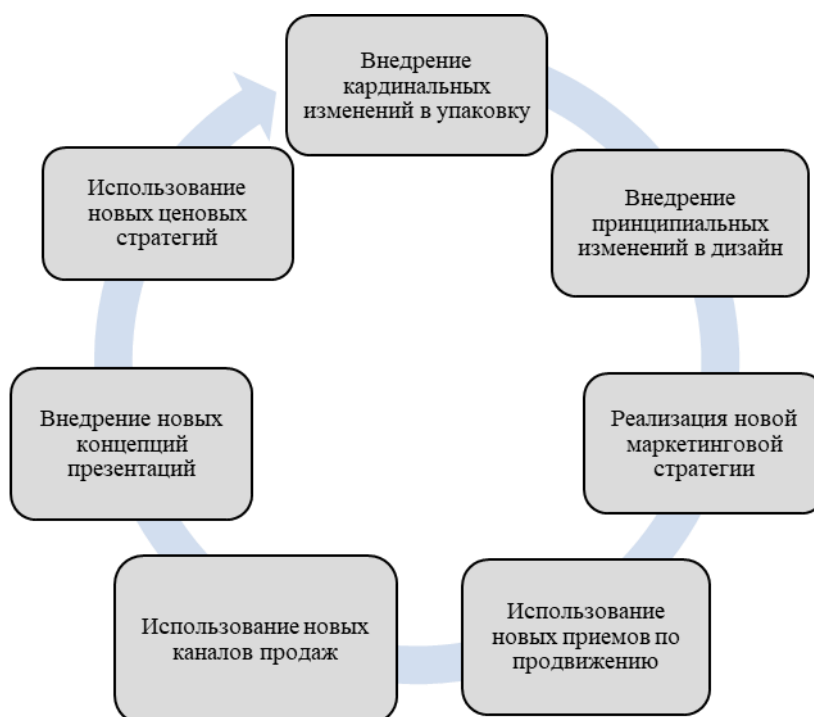 Внедрение
кардинальных
изменений в упаковку
Внедрение
принципиальных
изменений в дизайн
Реализация новой
маркетинговой
стратегии
Использование
новых приемов по
продвижению
Использование новых
каналов продаж
Внедрение новых
концепций
презентаций
Использование
новых ценовых
стратегий